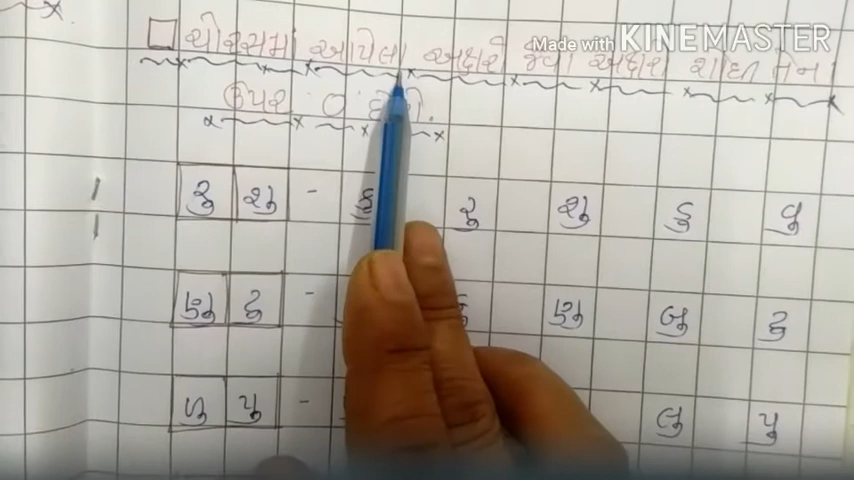 ચોરસમાં આપેલા અક્ષરો જેવા અક્ષરો શોધી તેના
Made with KINEMASTER
ઉપર ૦ કરો.
રુ શુ - રુ શુ ડુ વુ
ણુ ટુ - ણુ બુ ટુ
ળુ પુ - લુ પુ